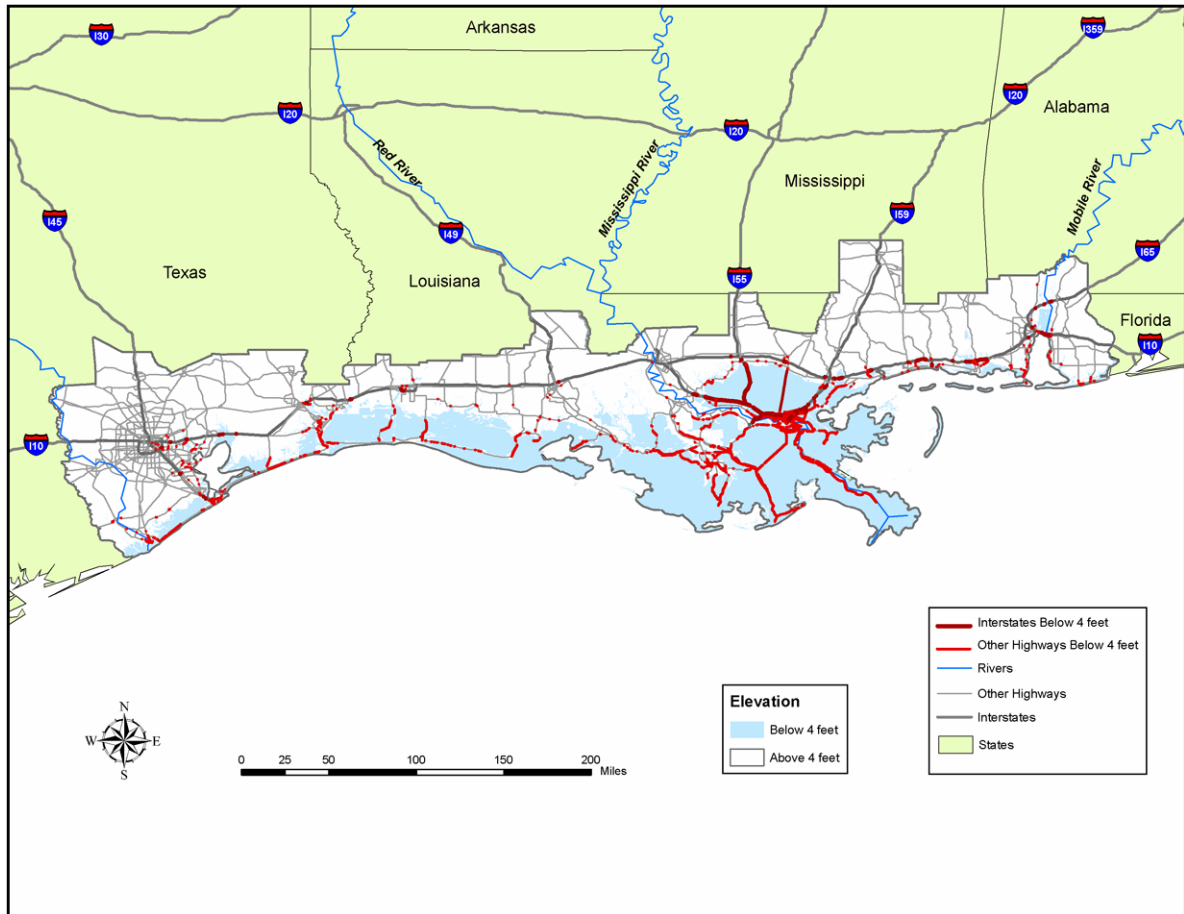 I30
Arkansas
I359
I20
I20
I20
Alabama
Red River
Mississippi River
Mississippi
Mobile River
I45
I49
I59
Texas
Louisiana
I55
I65
Florida
I10
I10
Interstates Below 4 feet
Other Highways Below 4 feet
Rivers
Other Highways
Interstates
States
Elevation
Below 4 feet
Above 4 feet
N
W E
S
0 25 50 100 150 200
Miles